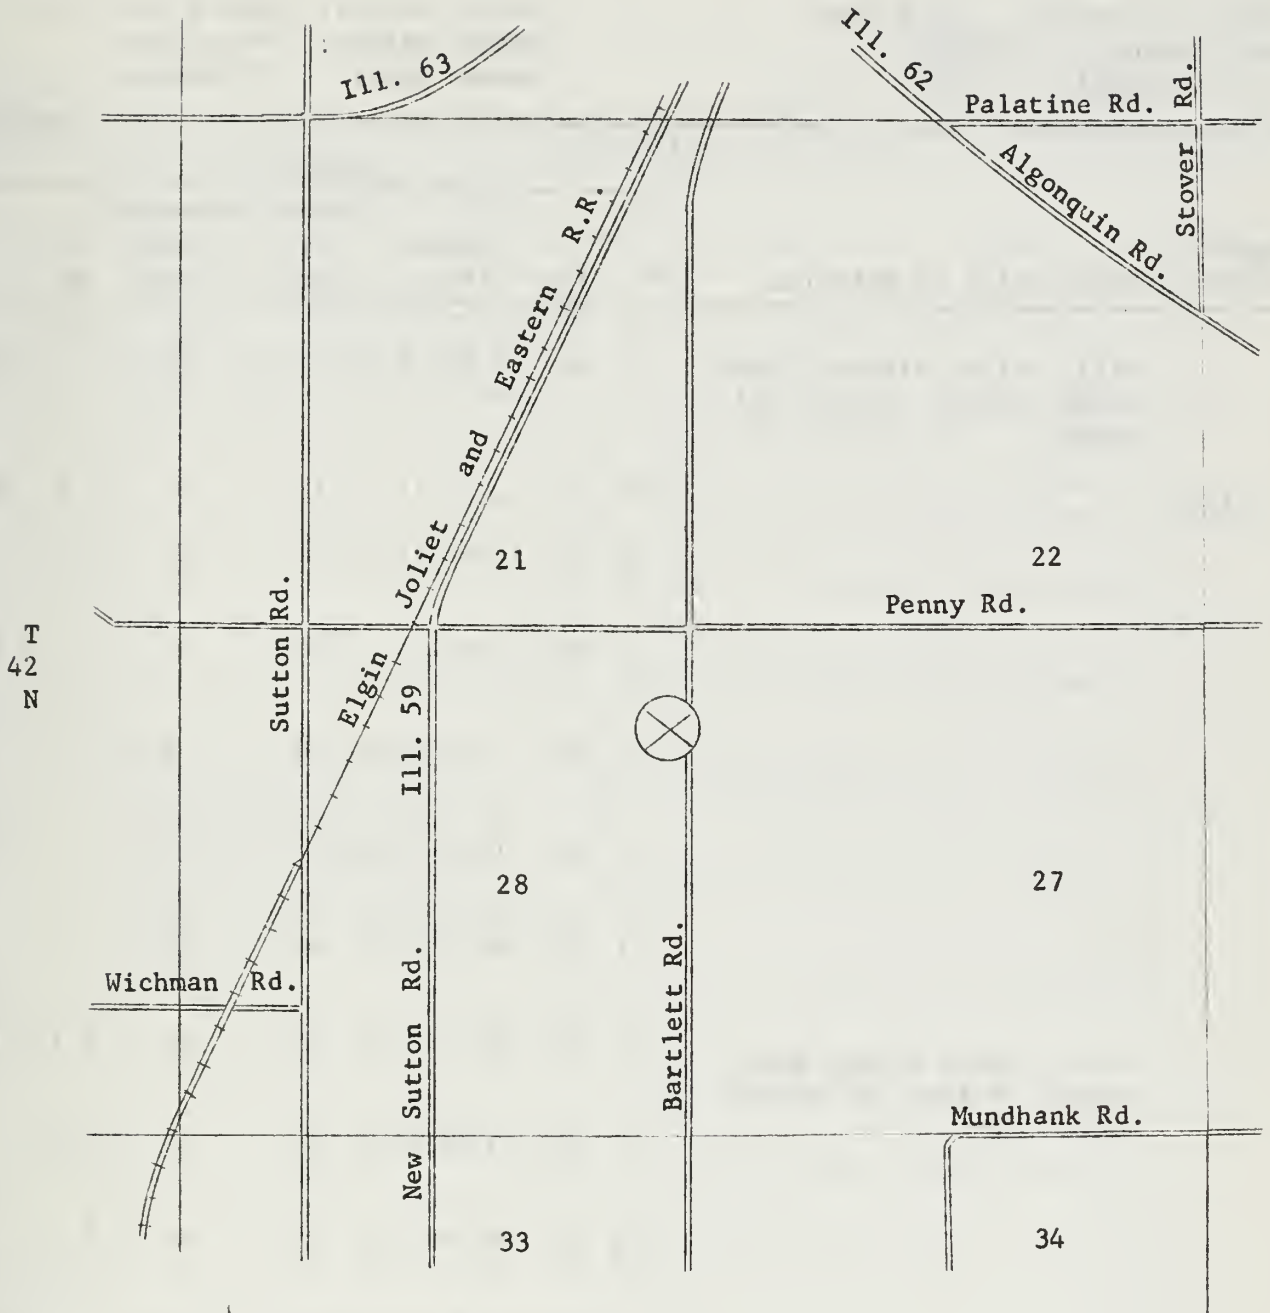 Ill. 63
Ill. 62
Palatine Rd.
Stover Rd.
Algonquin Rd.
Elgin Joliet and Eastern R.R.
21
22
Penny Rd.
Sutton Rd.
T
42
N
Ill. 59
28
27
Wichman Rd.
New Sutton Rd.
Bartlett Rd.
Mundhank Rd.
33
34